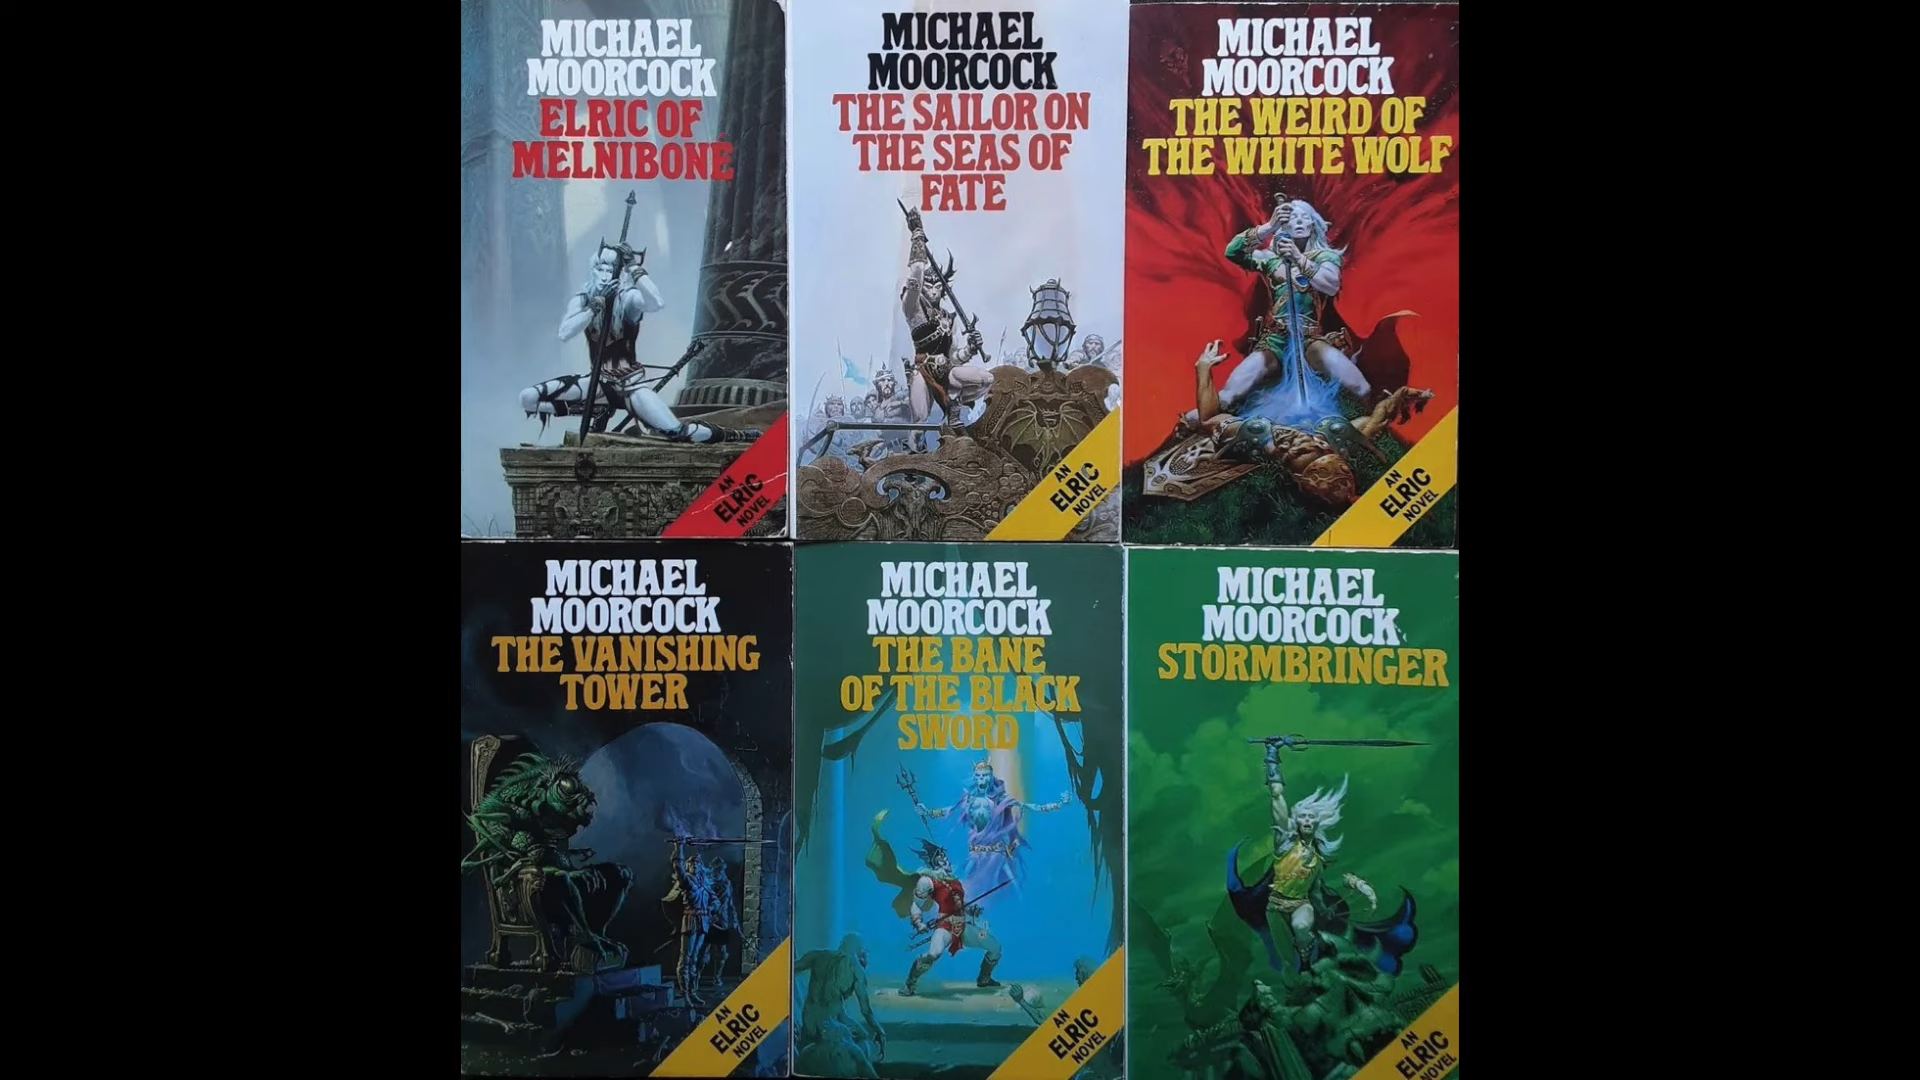 MICHAEL
MOORCOCK
ELRIC OF
MELNIBONÉ
AN
ELRIC
NOVEL
MICHAEL
MOORCOCK
THE SAILOR ON
THE SEAS OF
FATE
AN
ELRIC
NOVEL
MICHAEL
MOORCOCK
THE WEIRD OF
THE WHITE WOLF
AN
ELRIC
NOVEL
MICHAEL
MOORCOCK
THE VANISHING
TOWER
AN
ELRIC
NOVEL
MICHAEL
MOORCOCK
THE BANE
OF THE BLACK
SWORD
AN
ELRIC
NOVEL
MICHAEL
MOORCOCK
STORMBRINGER
AN
ELRIC
NOVEL